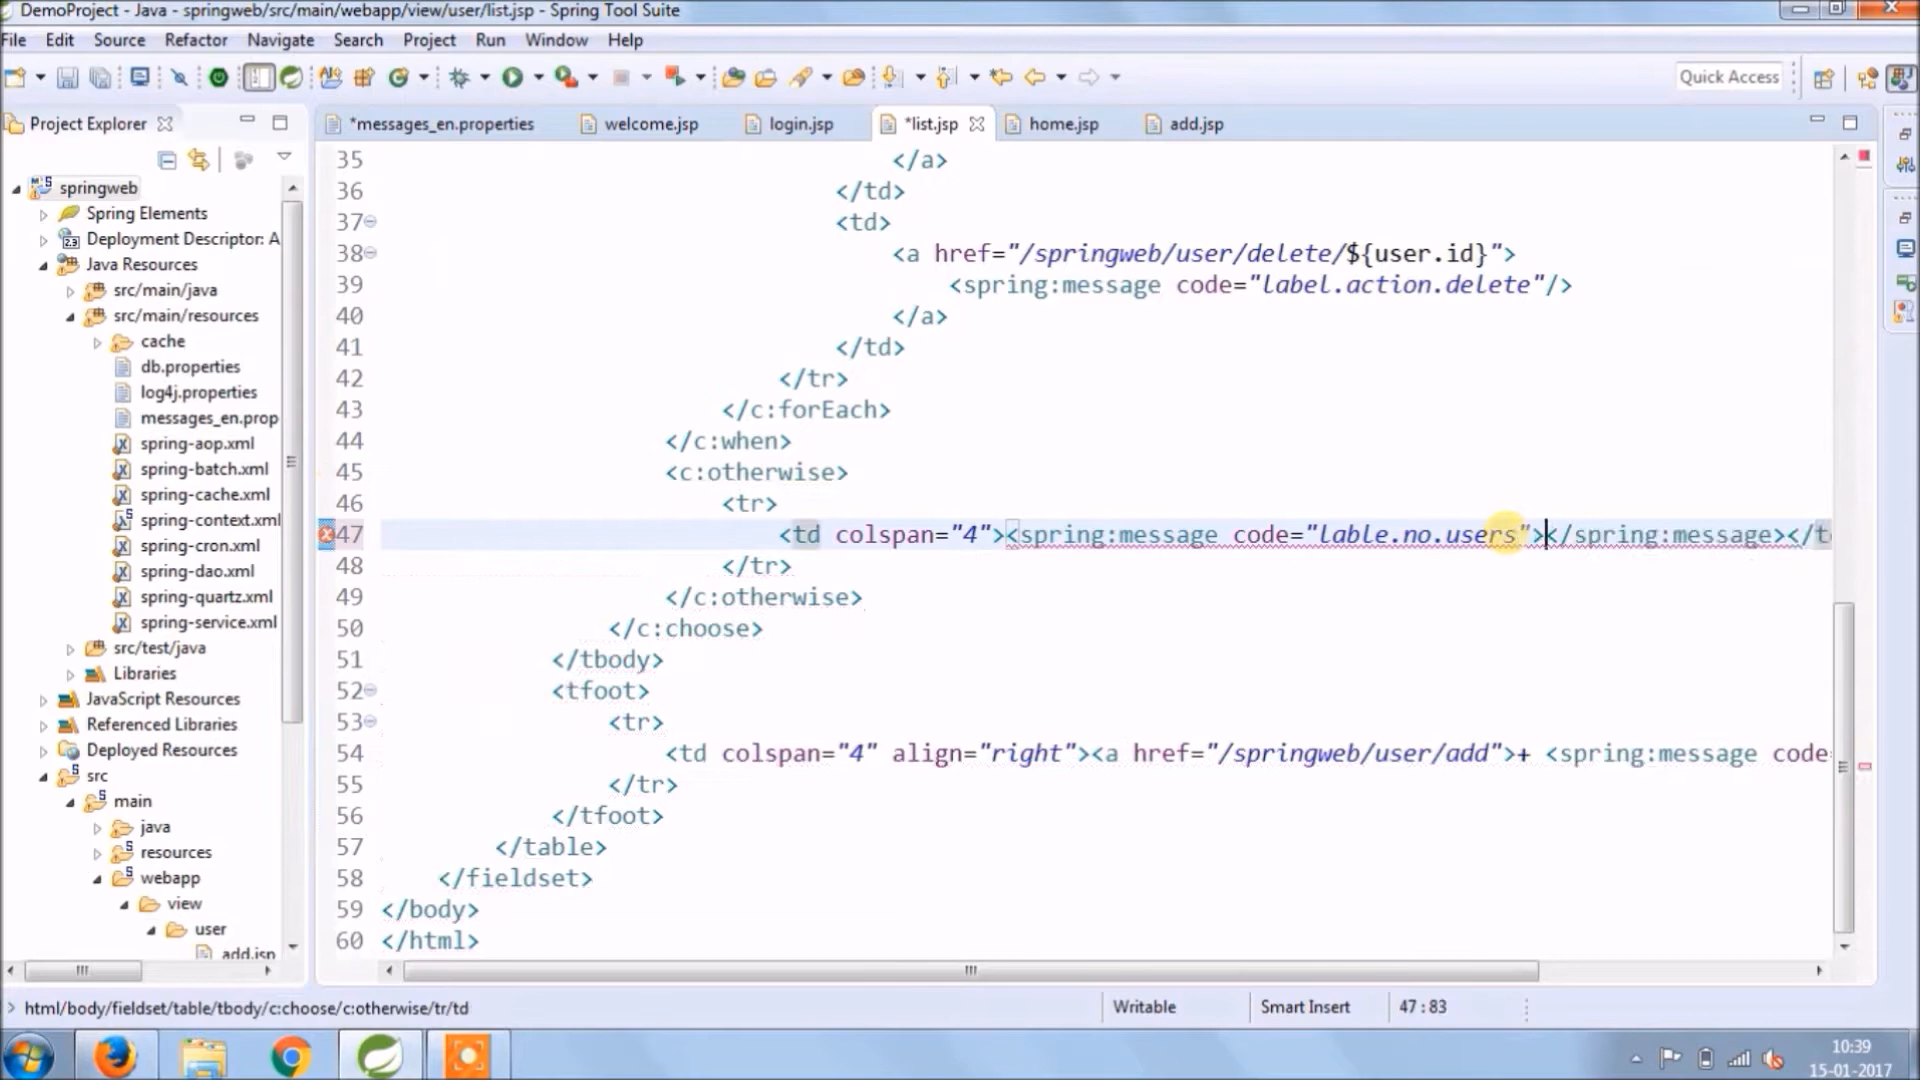 DemoProject - Java - springweb/src/main/webapp/view/user/list.jsp - Spring Tool Suite
File Edit Source Refactor Navigate Search Project Run Window Help
Quick Access
Project Explorer
*messages_en.properties welcome.jsp login.jsp *list.jsp home.jsp add.jsp
springweb
Spring Elements
Deployment Descriptor: A
Java Resources
src/main/java
src/main/resources
cache
db.properties
log4j.properties
messages_en.prop
spring-aop.xml
spring-batch.xml
spring-cache.xml
spring-context.xml
spring-cron.xml
spring-dao.xml
spring-quartz.xml
spring-service.xml
src/test/java
Libraries
JavaScript Resources
Referenced Libraries
Deployed Resources
src
main
java
resources
webapp
view
user
add.jsp
35 </a>
36 </td>
37 <td>
38 <a href="/springweb/user/delete/${user.id}">
39 <spring:message code="label.action.delete"/>
40 </a>
41 </td>
42 </tr>
43 </c:forEach>
44 </c:when>
45 <c:otherwise>
46 <tr>
47 <td colspan="4"><spring:message code="lable.no.users"></spring:message></t
48 </tr>
49 </c:otherwise>
50 </c:choose>
51 </tbody>
52 <tfoot>
53 <tr>
54 <td colspan="4" align="right"><a href="/springweb/user/add">+ <spring:message code
55 </tr>
56 </tfoot>
57 </table>
58 </fieldset>
59 </body>
60 </html>
html/body/fieldset/table/tbody/c:choose/c:otherwise/tr/td
Writable
Smart Insert
47 : 83
10:39
15-01-2017